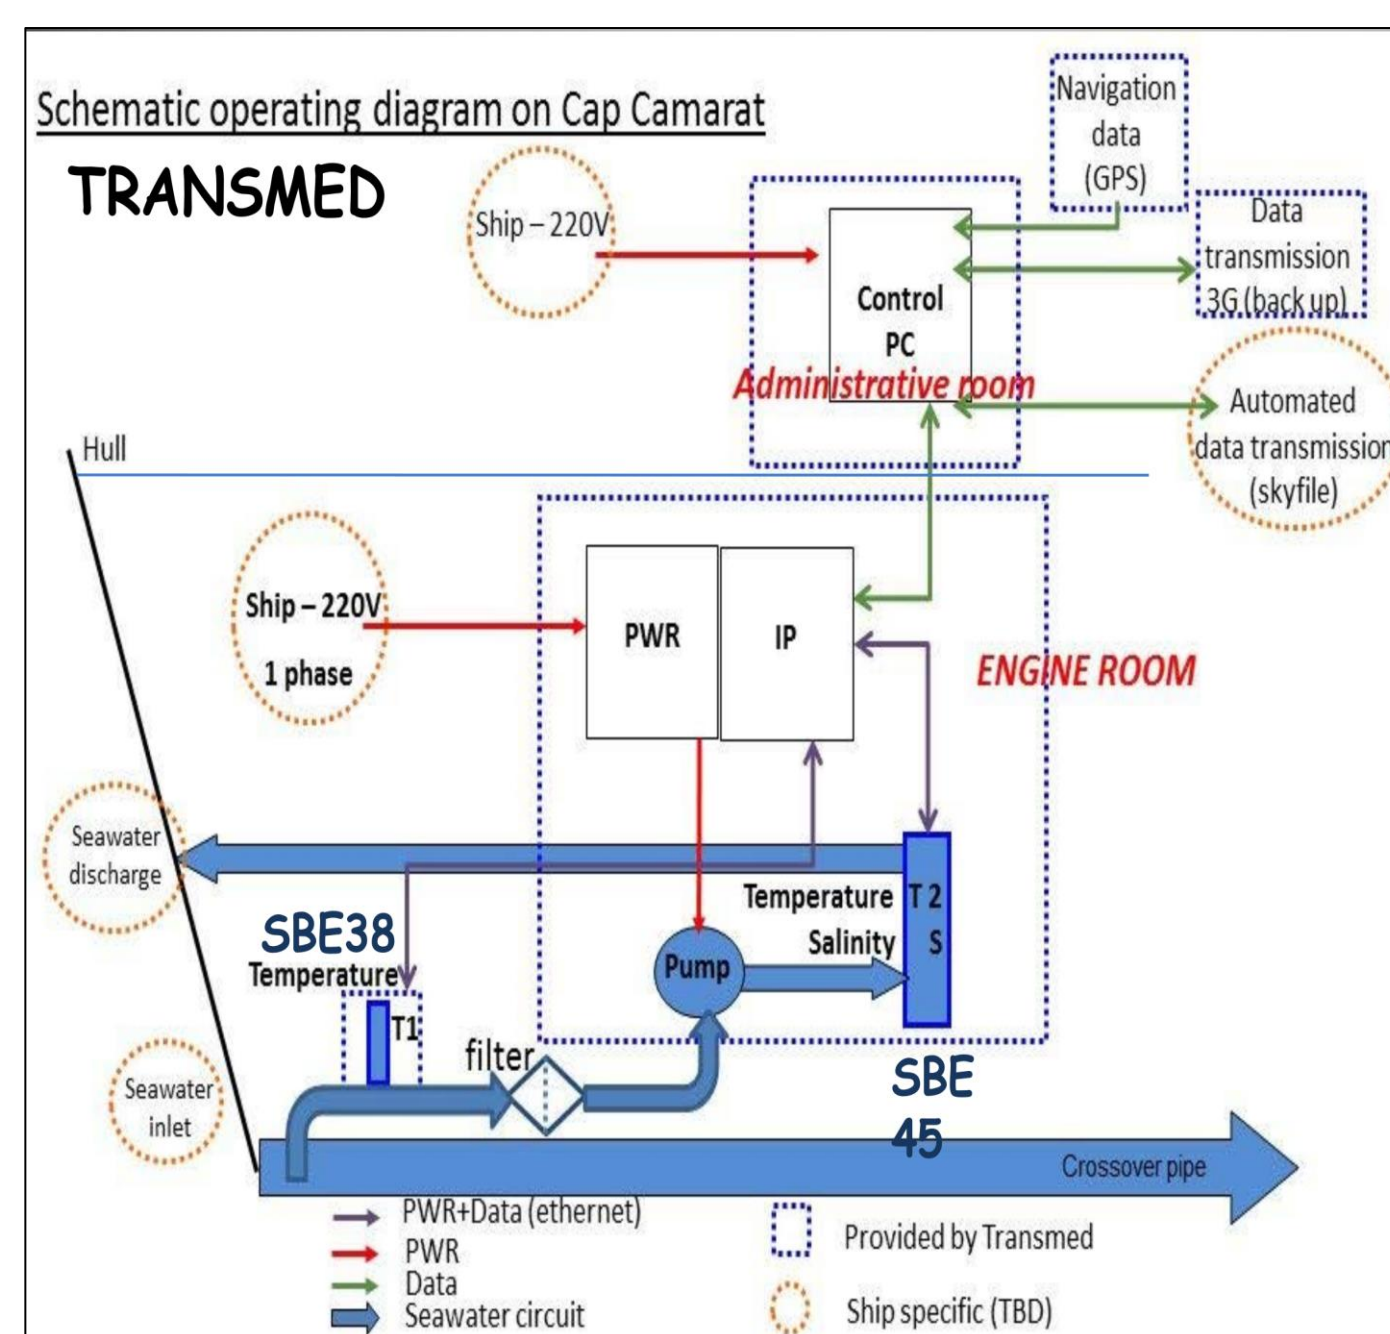 Schematic operating diagram on Cap Camarat
TRANSMED
Navigation
data
(GPS)
Ship – 220V
Data
transmission
3G (back up)
Control
PC
Administrative room
Automated
data transmission
(skyfile)
Hull
Ship – 220V
1 phase
PWR
IP
ENGINE ROOM
Seawater
discharge
Temperature
Salinity
T 2
S
SBE38
Temperature
T1
Pump
filter
SBE
45
Seawater
inlet
Crossover pipe
PWR+Data (ethernet)
PWR
Data
Seawater circuit
Provided by Transmed
Ship specific (TBD)